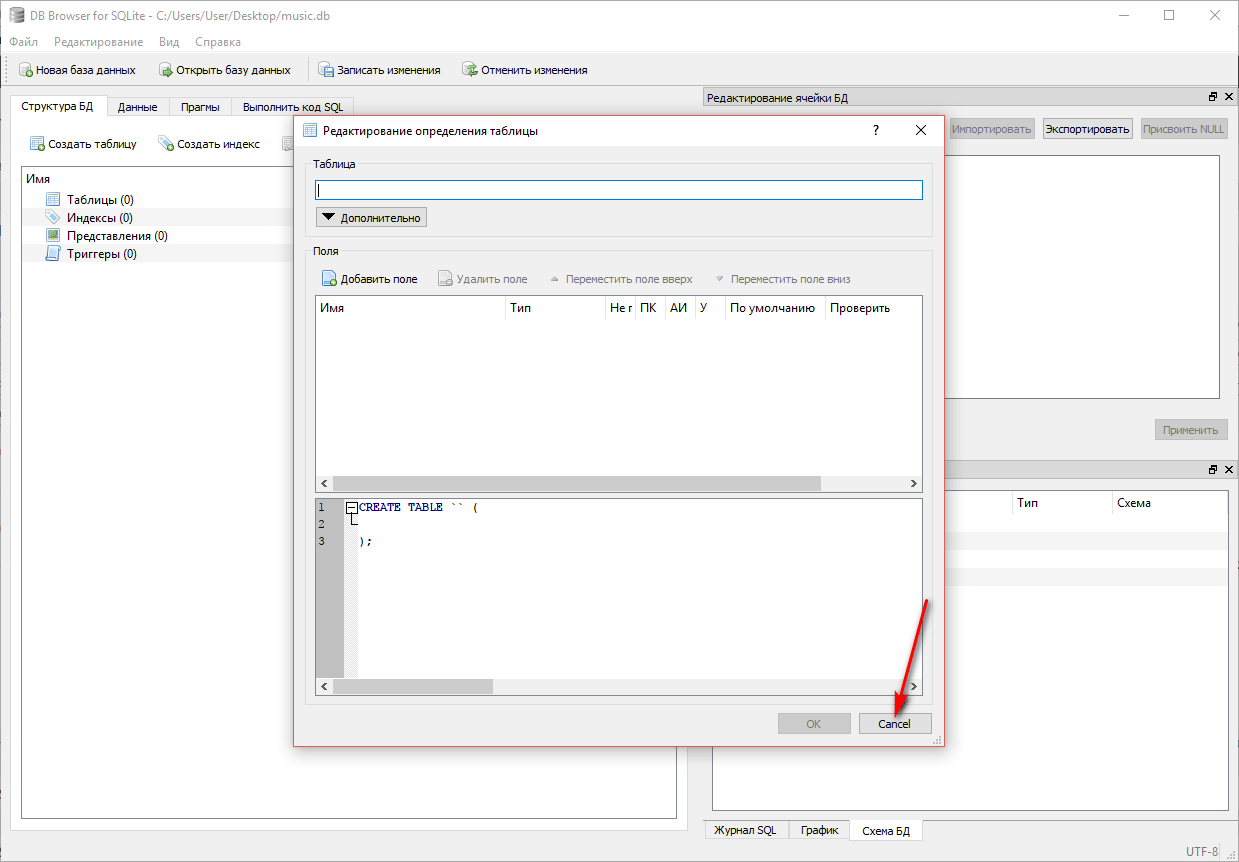 DB Browser for SQLite - C:/Users/User/Desktop/music.db
Файл Редактирование Вид Справка
Новая база данных Открыть базу данных Записать изменения Отменить изменения
Структура БД Данные Прагмы Выполнить код SQL
Создать таблицу Создать индекс
Имя
Таблицы (0)
Индексы (0)
Представления (0)
Триггеры (0)
Редактирование определения таблицы ?
Таблица
Дополнительно
Поля
Добавить поле Удалить поле Переместить поле вверх Переместить поле вниз
Имя Тип Не г ПК АИ У По умолчанию Проверить
1 CREATE TABLE `` (
2
3 );
OK Cancel
Редактирование ячейки БД
Импортировать Экспортировать Присвоить NULL
Применить
Тип Схема
Журнал SQL График Схема БД
UTF-8